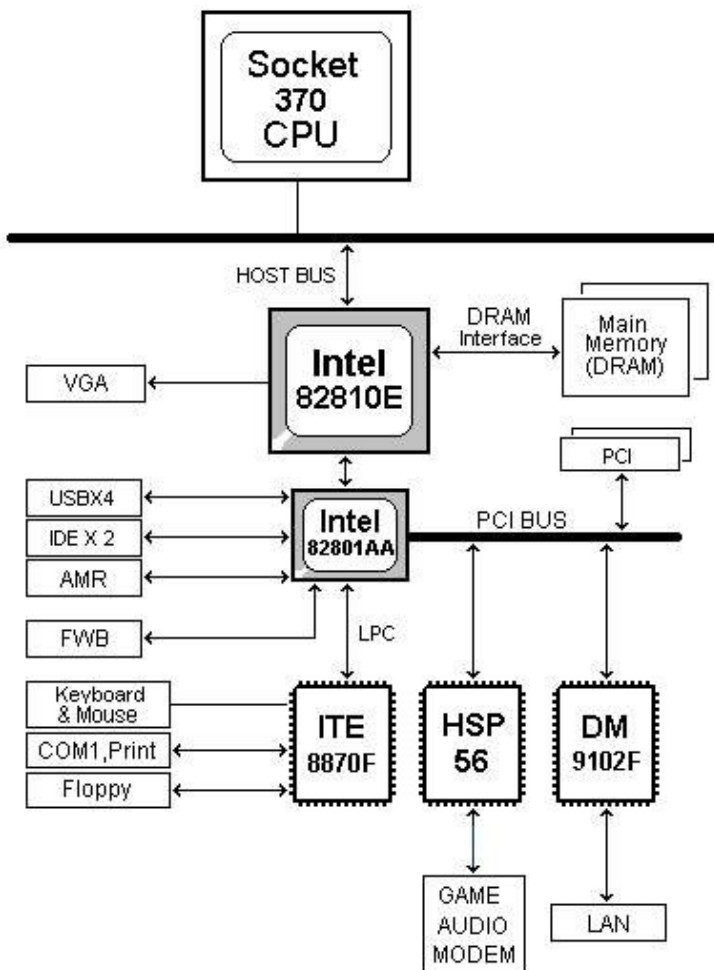 Socket
370
CPU
HOST BUS
DRAM
Interface
Main
Memory
(DRAM)
Intel
82810E
VGA
PCI
USBX4
Intel
82801AA
PCI BUS
IDE X 2
AMR
FWB
LPC
Keyboard
& Mouse
ITE
8870F
HSP
56
DM
9102F
COM1,Print
Floppy
GAME
AUDIO
MODEM
LAN